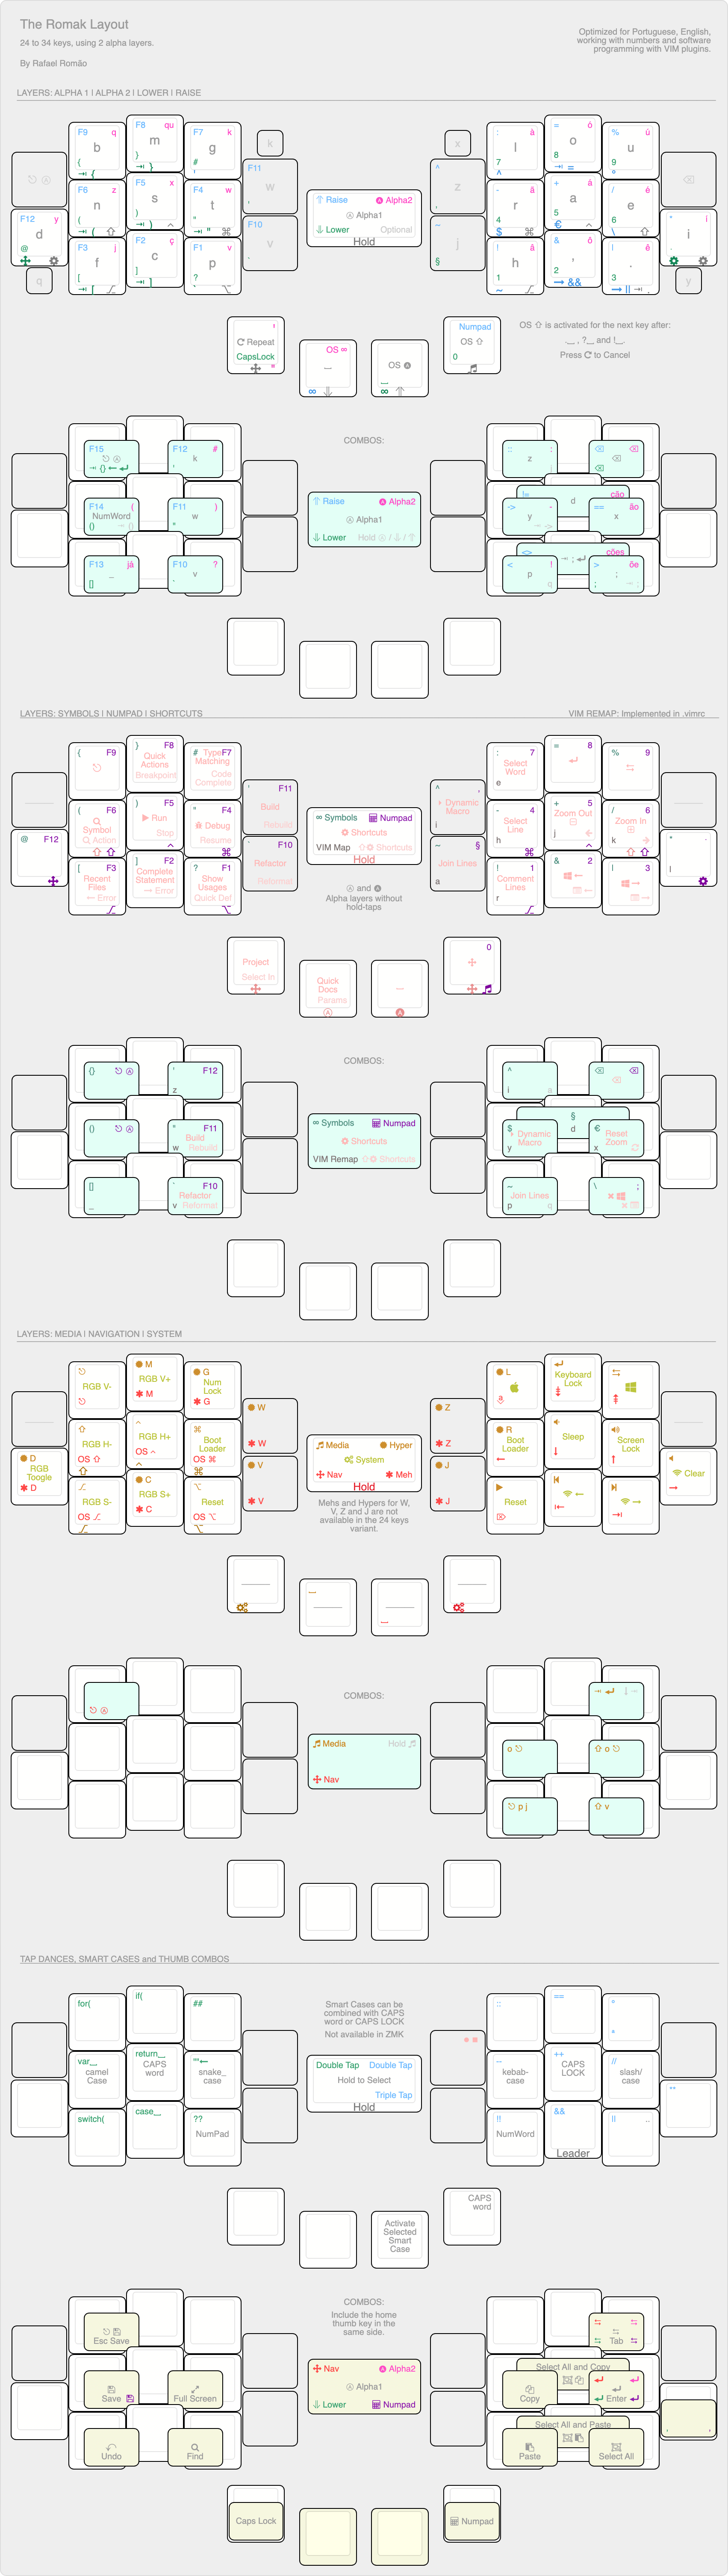 The Romak Layout
24 to 34 keys, using 2 alpha layers.
By Rafael Romão
Optimized for Portuguese, English,
working with numbers and software
programming with VIM plugins.
LAYERS: ALPHA 1 | ALPHA 2 | LOWER | RAISE
F9 q
b
{
F8 qu
m
}
F7 k
g
#
k
F11
w
F6 z
n
(
F5 x
s
)
F4 w
t
"
F12 y
d
@
F3 j
f
[
F2 ç
c
]
F1 v
p
?
F10
v
q
Raise Alpha2
Alpha1
Lower Optional
Hold
x
: à
l
7
^
= ó
o
8
=
% ú
u
9
^
z
- ã
r
4
$
+ á
a
5
€
/ é
e
6
\
" í
i
~
j
§
! â
h
1
~
& õ
,
2
&&
| ê
.
3
||
y
Repeat
CapsLock
OS ∞
∞
OS
∞
Numpad
OS
0
OS ⇧ is activated for the next key after:
.⎵ , ?⎵ and !⎵.
Press to Cancel
COMBOS:
F15
{}
F12 #
k
F14 (
NumWord
()
F11 )
w
"
F13 já
_
[]
F10 ?
v
Raise Alpha2
Alpha1
Lower Hold
::
z
:
!= ção
d
-> -
y
== ão
x
<> ções
;
< !
p
q
> õe
;
;
LAYERS: SYMBOLS | NUMPAD | SHORTCUTS
VIM REMAP: Implemented in .vimrc
{ F9
} F8
Quick
Actions
Breakpoint
# F7
Type
Matching
Code
Complete
' F11
Build
Rebuild
( F6
Symbol
Action
) F5
Run
Stop
" F4
Debug
Resume
@ F12
[ F3
Recent
Files
Error
] F2
Complete
Statement
Error
? F1
Show
Usages
Quick Def
F10
Refactor
Reformat
∞ Symbols Numpad
Shortcuts
VIM Map Shortcuts
Hold
Ⓐ and
Alpha layers without
hold-taps
^ ,
Dynamic
Macro
i
: 7
Select
Word
e
= 8
% 9
- 4
Select
Line
h
+ 5
Zoom Out
j
/ 6
Zoom In
k
~ §
Join Lines
a
! 1
Comment
Lines
r
& 2
| 3
" .
l
Project
Select In
Quick
Docs
Params
0
COMBOS:
{}
' F12
z
()
" F11
Build
w Rebuild
[]
_
F10
Refactor
v Reformat
∞ Symbols Numpad
Shortcuts
VIM Remap Shortcuts
^
i a
§
d
$
Dynamic
Macro
y
€
Reset
Zoom
x
~
Join Lines
p q
\ ;
LAYERS: MEDIA | NAVIGATION | SYSTEM
RGB V-
M
RGB V+
M
G
Num
Lock
G
W
W
RGB H-
OS
RGB H+
OS
Boot
Loader
OS
D
RGB
Toogle
D
RGB S-
C
RGB S+
C
Reset
OS
V
V
Media Hyper
System
Nav Meh
Hold
Mehs and Hypers for W,
V, Z and J are not
available in the 24 keys
variant.
Z
Z
L
Keyboard
Lock
R
Boot
Loader
Sleep
Screen
Lock
J
J
Reset
Clear
COMBOS:
Media Hold
Nav
o
o
p j
v
TAP DANCES, SMART CASES and THUMB COMBOS
for(
if(
##
var⎵
camel
Case
return⎵
CAPS
word
""
snake_
case
switch(
case⎵
??
NumPad
Smart Cases can be
combined with CAPS
word or CAPS LOCK
Not available in ZMK
Double Tap Double Tap
Hold to Select
Triple Tap
Hold
::
==
--
kebab-
case
++
CAPS
LOCK
//
slash/
case
!!
NumWord
&&
Leader
||
..
Activate
Selected
Smart
Case
CAPS
word
COMBOS:
Include the home
thumb key in the
same side.
Esc Save
Save
Full Screen
Undo
Find
Nav Alpha2
Alpha1
Lower Numpad
Tab
Select All and Copy
Copy
Enter
Select All and Paste
Paste
Select All
Caps Lock
Numpad